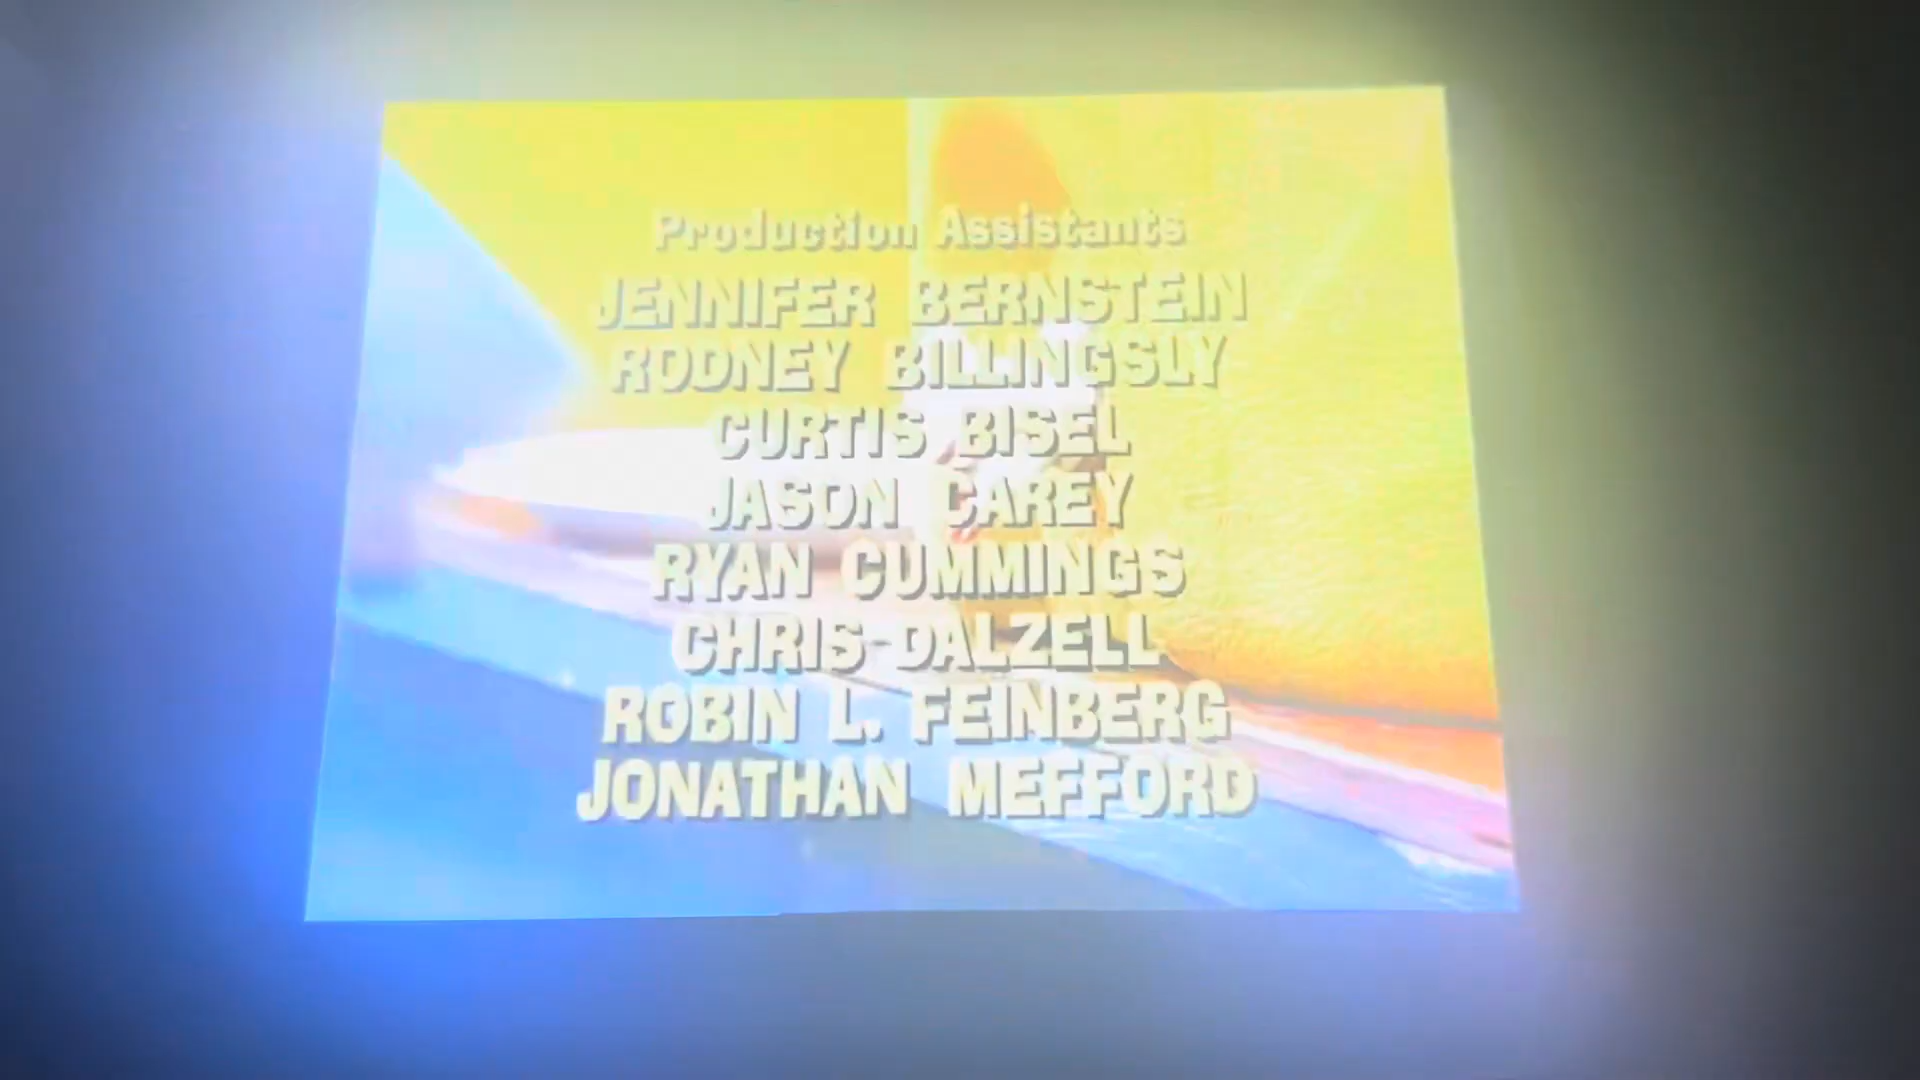 Production Assistants
JENNIFER BERNSTEIN
RODNEY BILLINGSLY
CURTIS BISEL
JASON CAREY
RYAN CUMMINGS
CHRIS DALZELL
ROBIN L. FEINBERG
JONATHAN MEFFORD